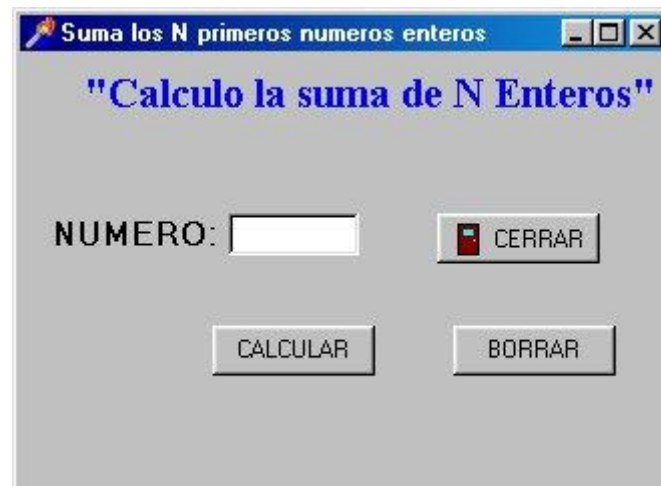 Suma los N primeros numeros enteros
"Calculo la suma de N Enteros"
NUMERO:
CERRAR
CALCULAR
BORRAR